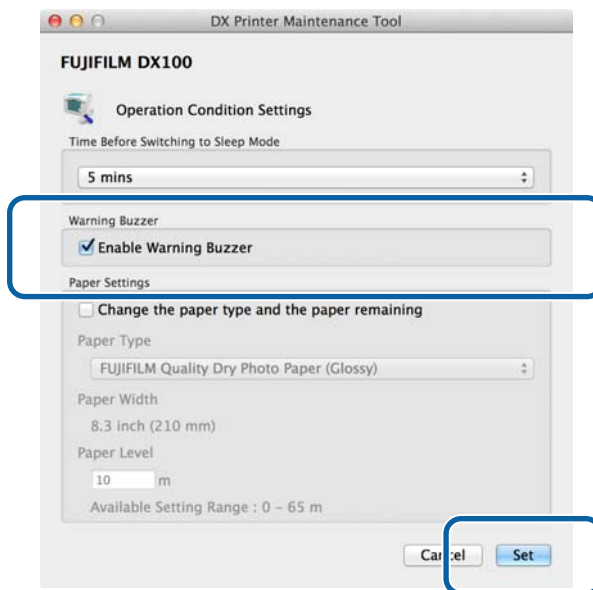 DX Printer Maintenance Tool
FUJIFILM DX100
Operation Condition Settings
Time Before Switching to Sleep Mode
5 mins
Warning Buzzer
Enable Warning Buzzer
Paper Settings
Change the paper type and the paper remaining
Paper Type
FUJIFILM Quality Dry Photo Paper (Glossy)
Paper Width
8.3 inch (210 mm)
Paper Level
10 m
Available Setting Range : 0 – 65 m
Cancel Set